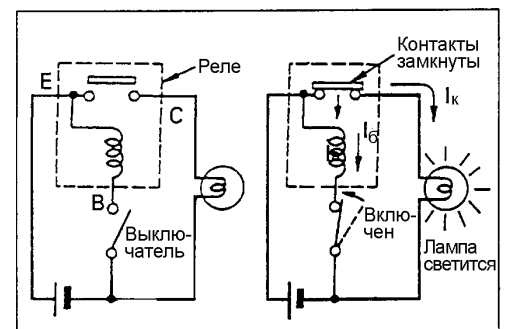 Реле
E
C
B
Выклю-
чатель
Контакты
замкнуты
Iк
Iб
Вклю-
чен
Лампа
светится